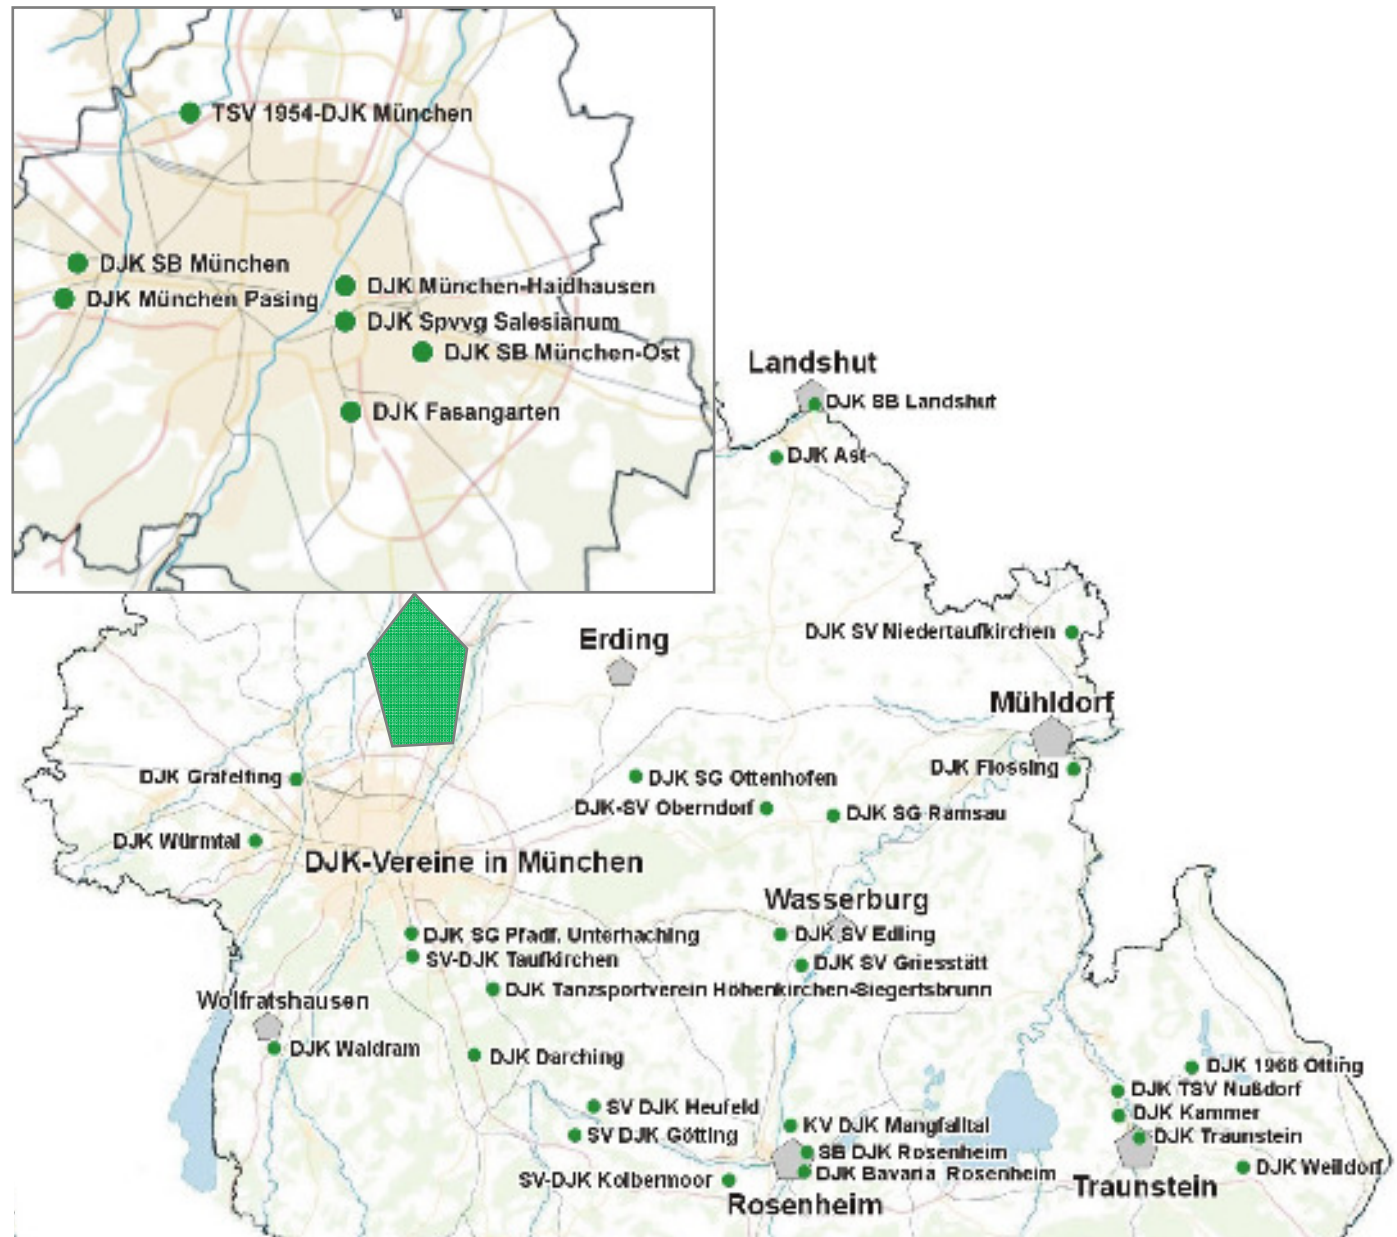 TSV 1954-DJK München
DJK SB München
DJK München-Haidhausen
DJK München Pasing
DJK Spvvg Salesianum
DJK SB München-Ost
DJK Fasangarten
Landshut
DJK SB Landshut
DJK Ast
DJK SV Niedertaufkirchen
Erding
Mühldorf
DJK Flossing
DJK Gräfelfing
DJK SG Ottenhofen
DJK-SV Oberndorf
DJK SG Ramsau
DJK Würmtal
DJK-Vereine in München
Wasserburg
DJK SG Pfadf. Unterhaching
DJK SV Edling
SV-DJK Taufkirchen
DJK SV Griesstätt
DJK Tanzsportverein Höhenkirchen-Siegertsbrunn
Wolfratshausen
DJK Waldram
DJK Darching
DJK 1966 Otting
DJK TSV Nußdorf
SV DJK Heufeld
DJK Kammer
KV DJK Mangfalltal
SV DJK Götting
DJK Traunstein
SB DJK Rosenheim
DJK Weildorf
DJK Bavaria Rosenheim
SV-DJK Kolbermoor
Traunstein
Rosenheim